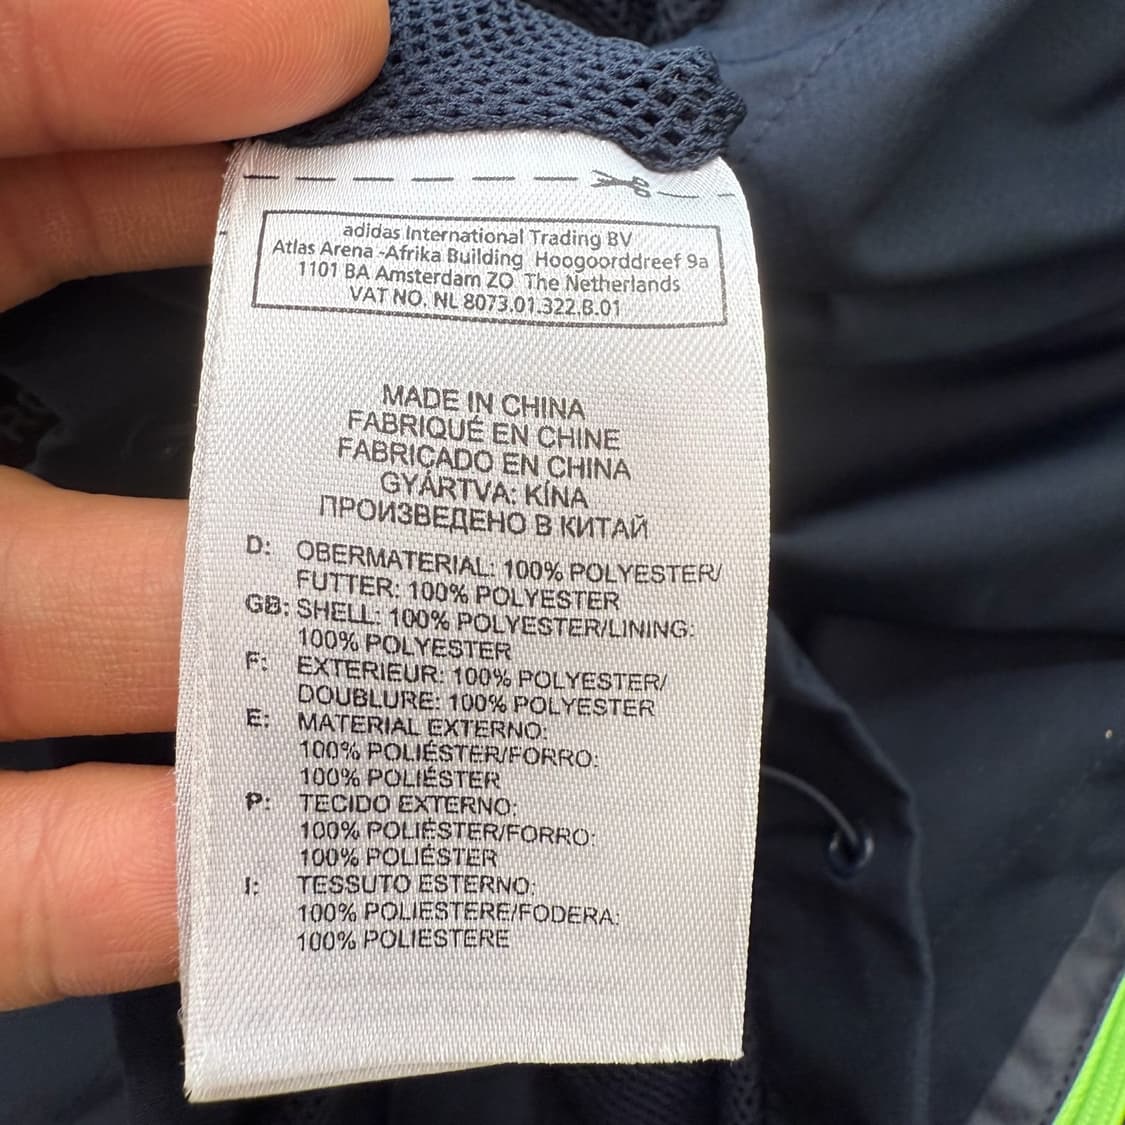 adidas International Trading BV
Atlas Arena -Afrika Building Hoogoorddreef 9a
1101 BA Amsterdam ZO The Netherlands
VAT NO. NL 8073.01.322.B.01
MADE IN CHINA
FABRIQUÉ EN CHINE
FABRICADO EN CHINA
GYÁRTVA: KÍNA
ПРОИЗВЕДЕНО В КИТАЙ
D: OBERMATERIAL: 100% POLYESTER/
FUTTER: 100% POLYESTER
GB: SHELL: 100% POLYESTER/LINING:
100% POLYESTER
F: EXTERIEUR: 100% POLYESTER/
DOUBLURE: 100% POLYESTER
E: MATERIAL EXTERNO:
100% POLIÉSTER/FORRO:
100% POLIÉSTER
P: TECIDO EXTERNO:
100% POLIÉSTER/FORRO:
100% POLIÉSTER
I: TESSUTO ESTERNO:
100% POLIESTERE/FODERA:
100% POLIESTERE